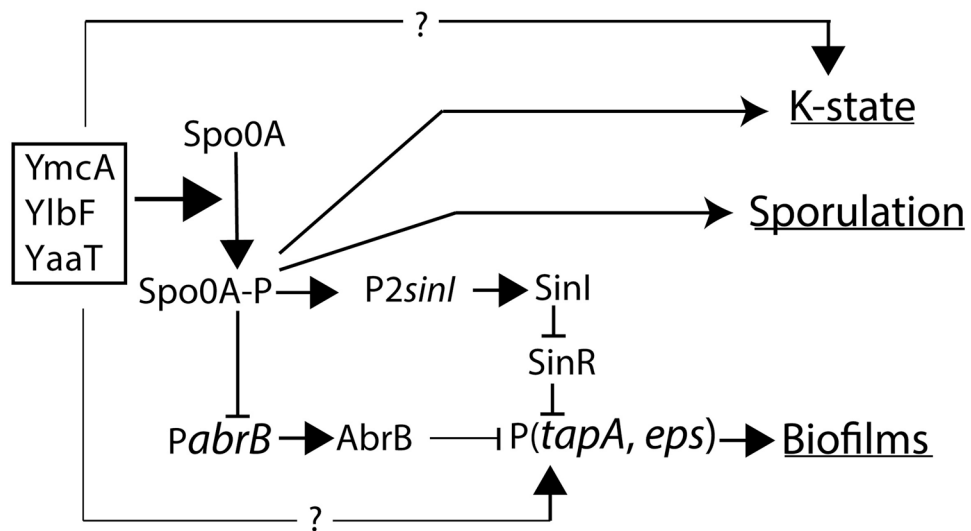 ?
K-state
Spo0A
YmcA
YlbF
YaaT
Sporulation
Spo0A-P
P2sinI
SinI
SinR
PabrB
AbrB
P(tapA, eps)
Biofilms
?